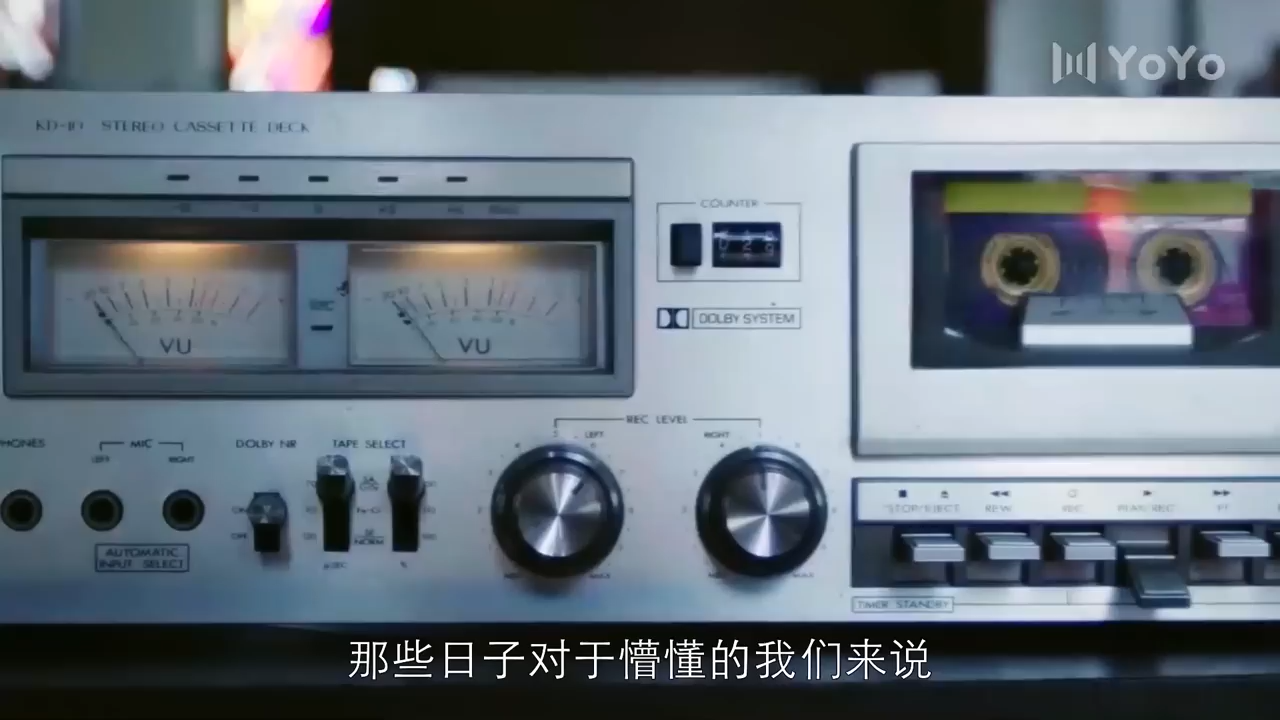 YoYo
KD-10 STEREO CASSETTE DECK
COUNTER
DOLBY SYSTEM
VU
VU
REC LEVEL
LEFT
RIGHT
PHONES
MIC
LEFT
RIGHT
DOLBY NR
TAPE SELECT
AUTOMATIC
INPUT SELECT
NORM
STOP/EJECT
REW
REC
PLAY/REC
FF
TIMER STANDBY
那些日子对于懵懂的我们来说